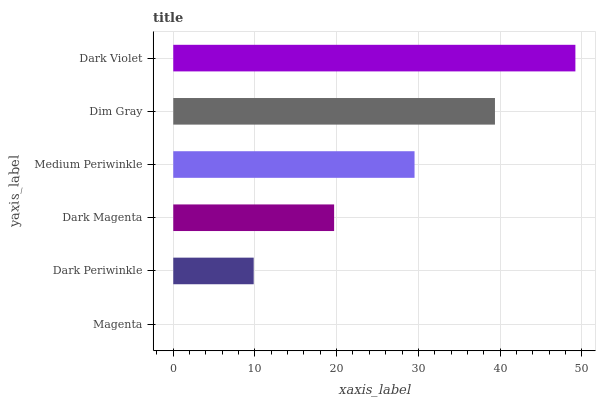 title
Dark Violet
Dim Gray
Medium Periwinkle
Dark Magenta
Dark Periwinkle
Magenta
yaxis_label
0 10 20 30 40 50
xaxis_label